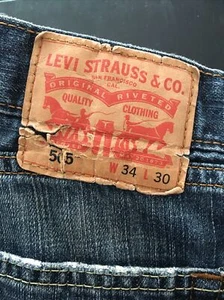 LEVI STRAUSS & CO.
SAN FRANCISCO
CAL.
ORIGINAL RIVETED
QUALITY CLOTHING
505 W 34 L 30